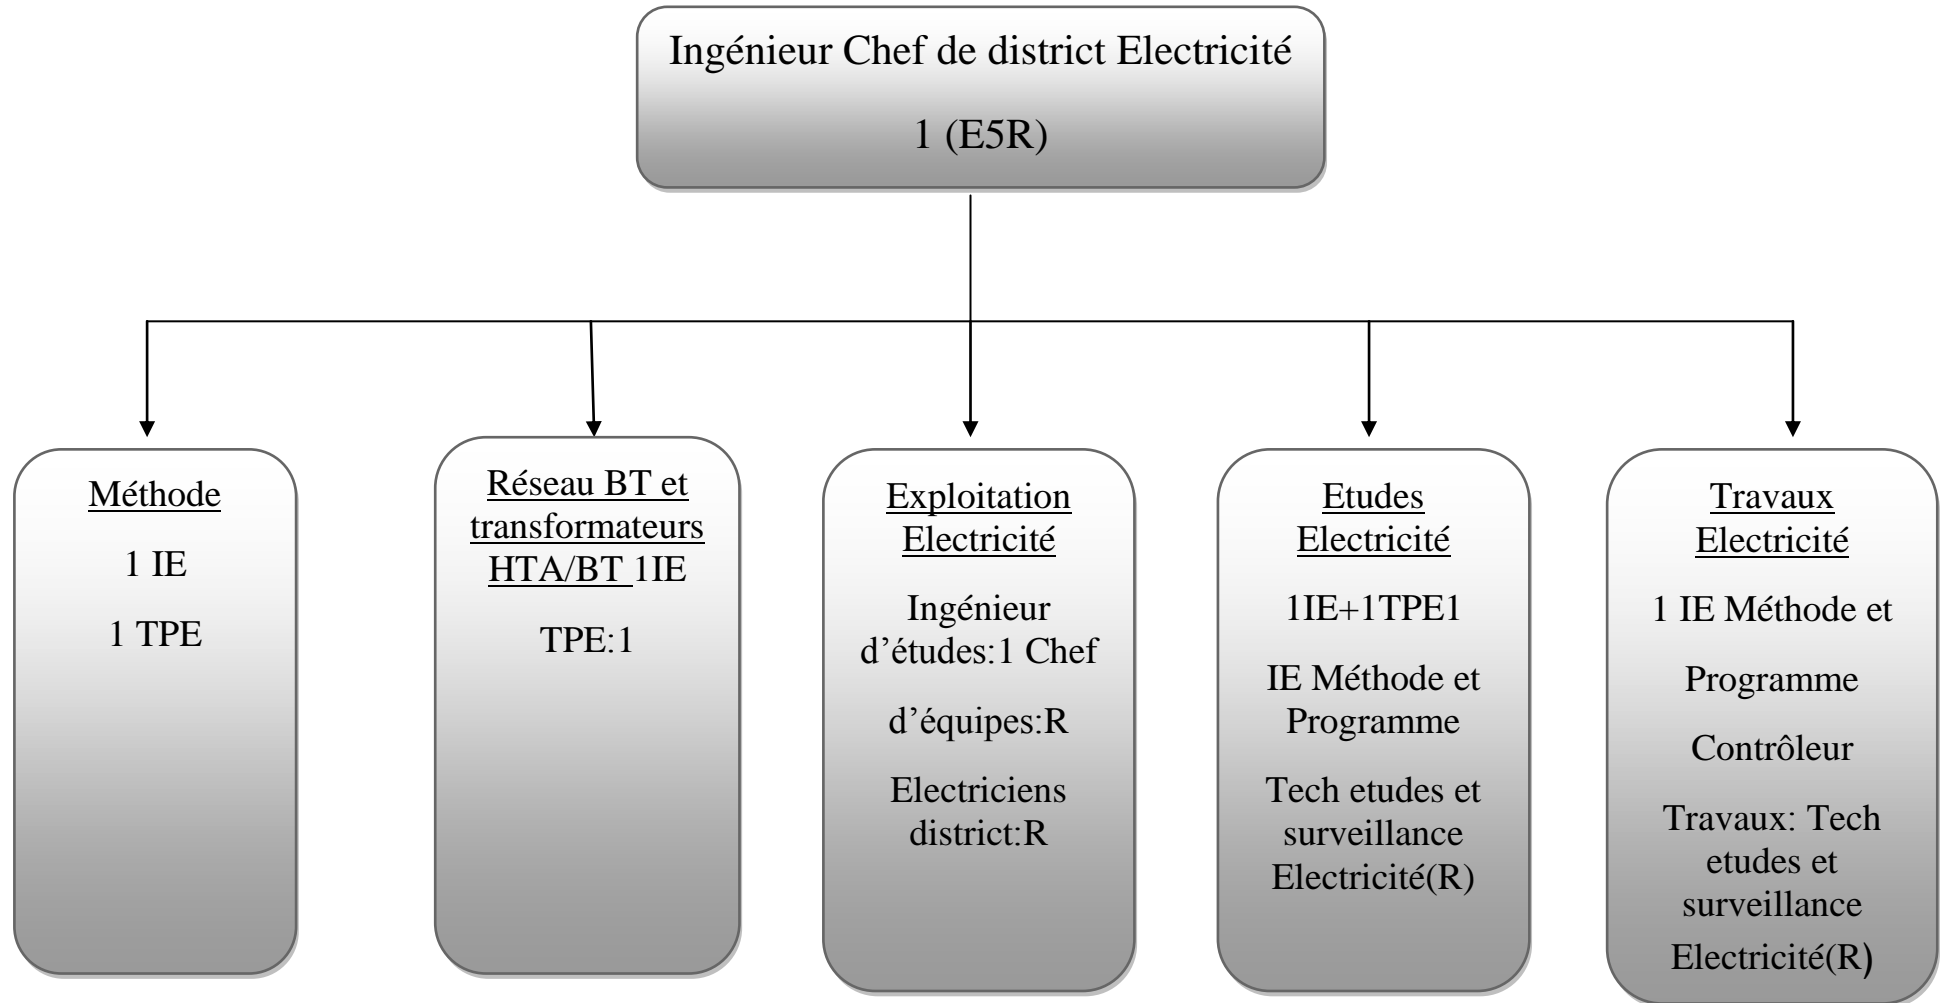 Ingénieur Chef de district Electricité
1 (E5R)
Méthode
1 IE
1 TPE
Réseau BT et
transformateurs
HTA/BT 1IE
TPE:1
Exploitation
Electricité
Ingénieur
d’études:1 Chef
d’équipes:R
Electriciens
district:R
Etudes
Electricité
1IE+1TPE1
IE Méthode et
Programme
Tech etudes et
surveillance
Electricité(R)
Travaux
Electricité
1 IE Méthode et
Programme
Contrôleur
Travaux: Tech
etudes et
surveillance
Electricité(R)